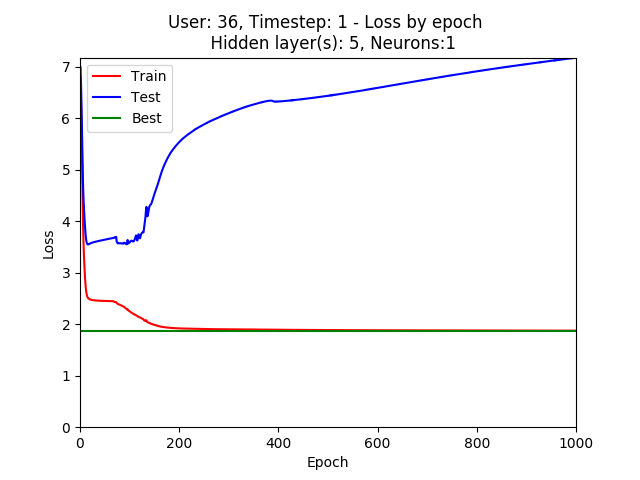 User: 36, Timestep: 1 - Loss by epoch
Hidden layer(s): 5, Neurons:1
7
6
5
4
3
2
1
0
Loss
Train
Test
Best
0 200 400 600 800 1000
Epoch